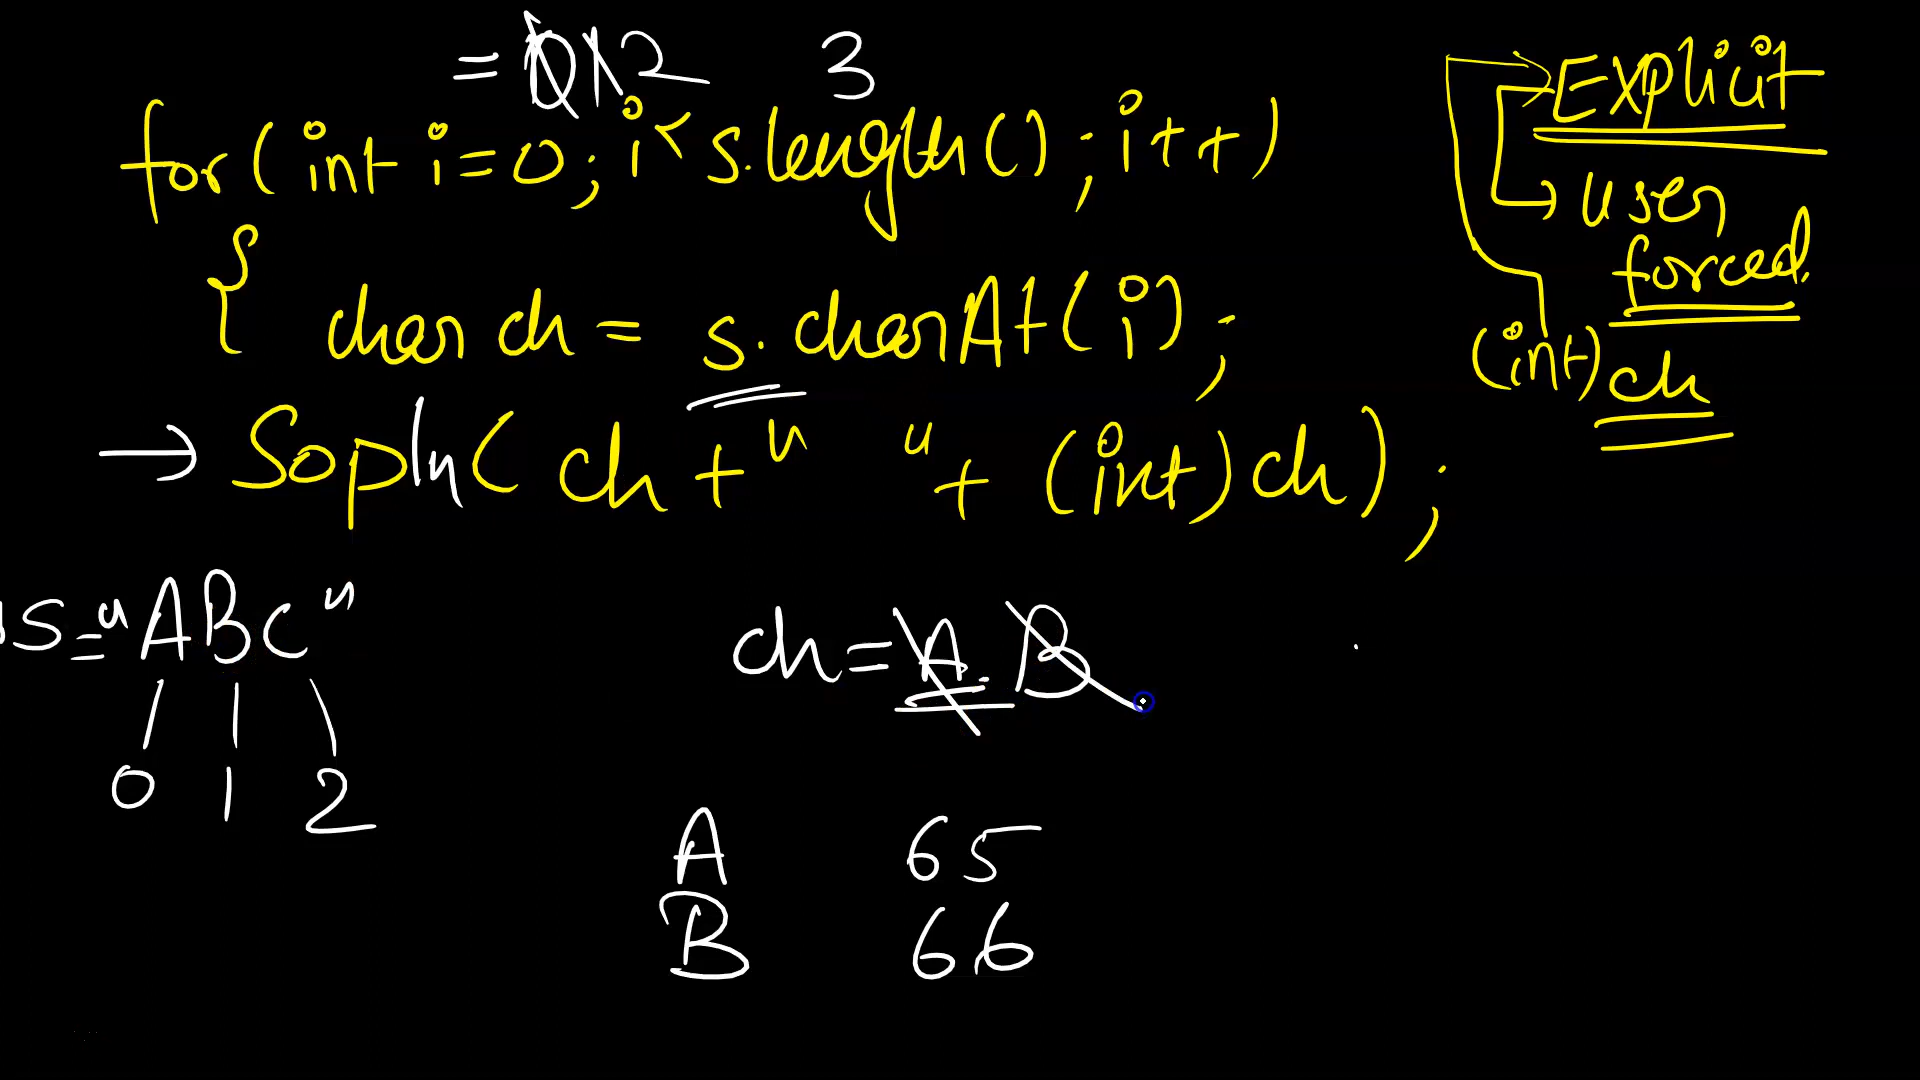 = 0 1 2 3
for(int i=0; i<s.length(); i++)
{ char ch = s.charAt(i);
→ Sopln( ch + " " + (int)ch );
Explicit
→ user
forced.
(int) ch
s = "ABC"
0 1 2
ch = A. B
A 65
B 66